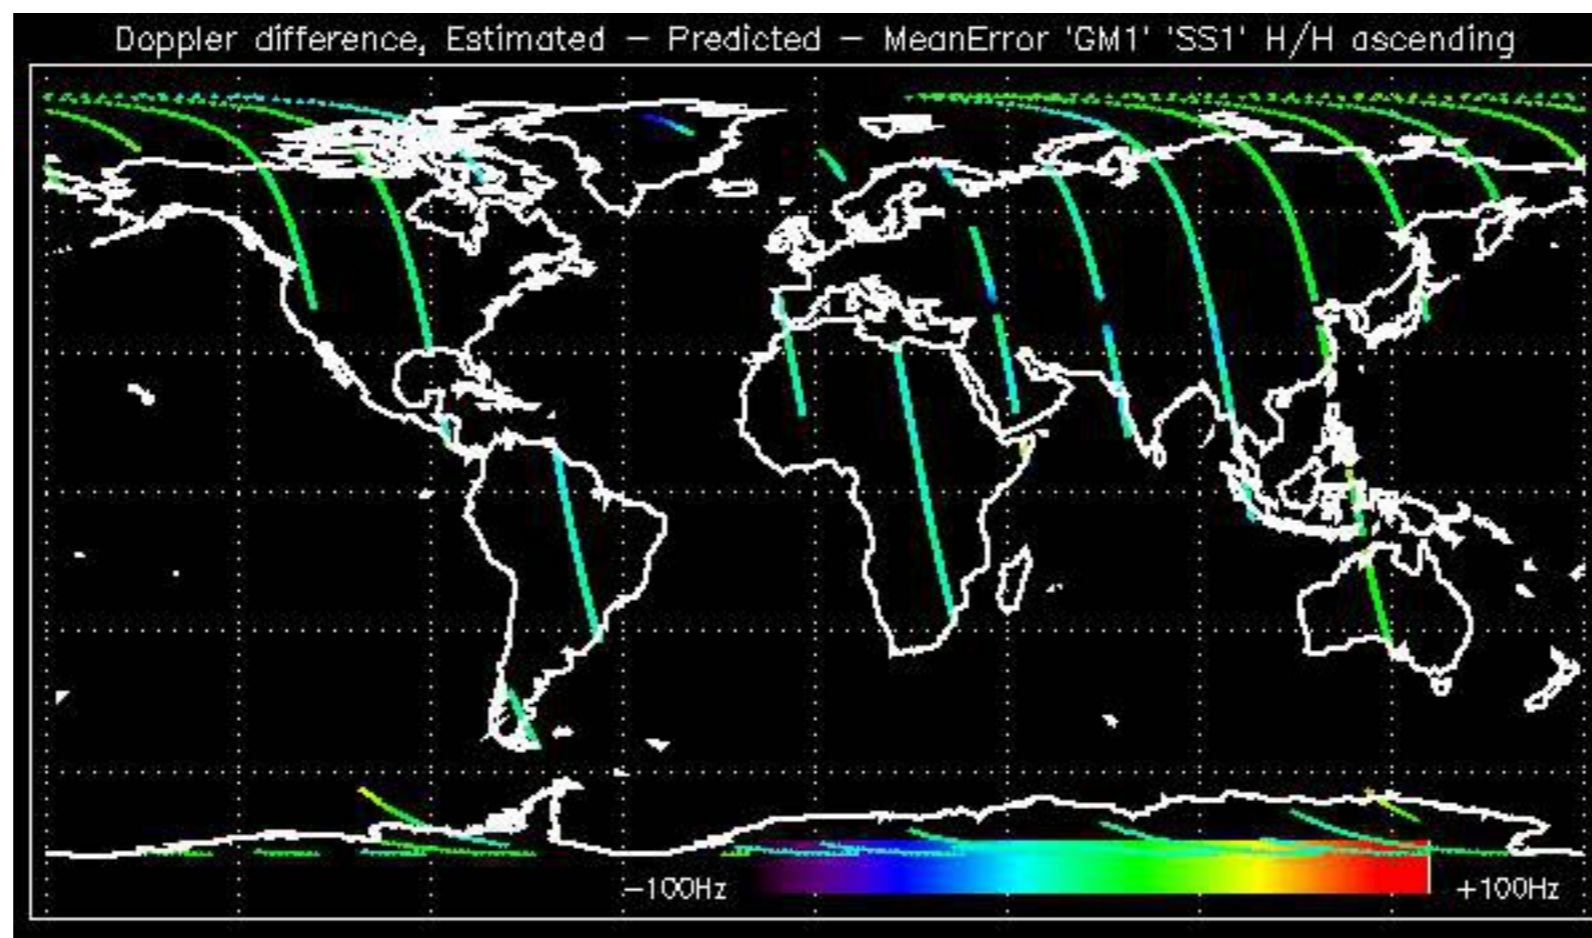 Doppler difference, Estimated – Predicted – MeanError 'GM1' 'SS1' H/H ascending
–100Hz +100Hz